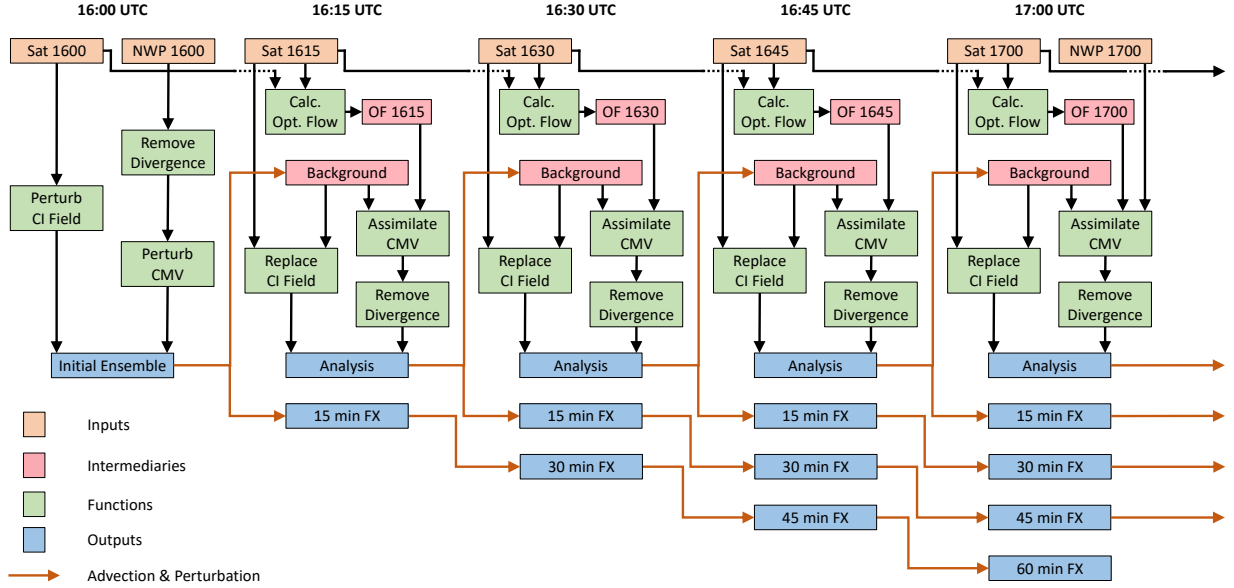 16:00 UTC
16:15 UTC
16:30 UTC
16:45 UTC
17:00 UTC
Sat 1600
NWP 1600
Sat 1615
Sat 1630
Sat 1645
Sat 1700
NWP 1700
Calc.
Opt. Flow
OF 1615
Calc.
Opt. Flow
OF 1630
Calc.
Opt. Flow
OF 1645
Calc.
Opt. Flow
OF 1700
Remove
Divergence
Background
Background
Background
Background
Perturb
CI Field
Assimilate
CMV
Assimilate
CMV
Assimilate
CMV
Assimilate
CMV
Perturb
CMV
Replace
CI Field
Replace
CI Field
Replace
CI Field
Replace
CI Field
Remove
Divergence
Remove
Divergence
Remove
Divergence
Remove
Divergence
Initial Ensemble
Analysis
Analysis
Analysis
Analysis
15 min FX
15 min FX
15 min FX
15 min FX
30 min FX
30 min FX
30 min FX
45 min FX
45 min FX
60 min FX
Inputs
Intermediaries
Functions
Outputs
Advection & Perturbation